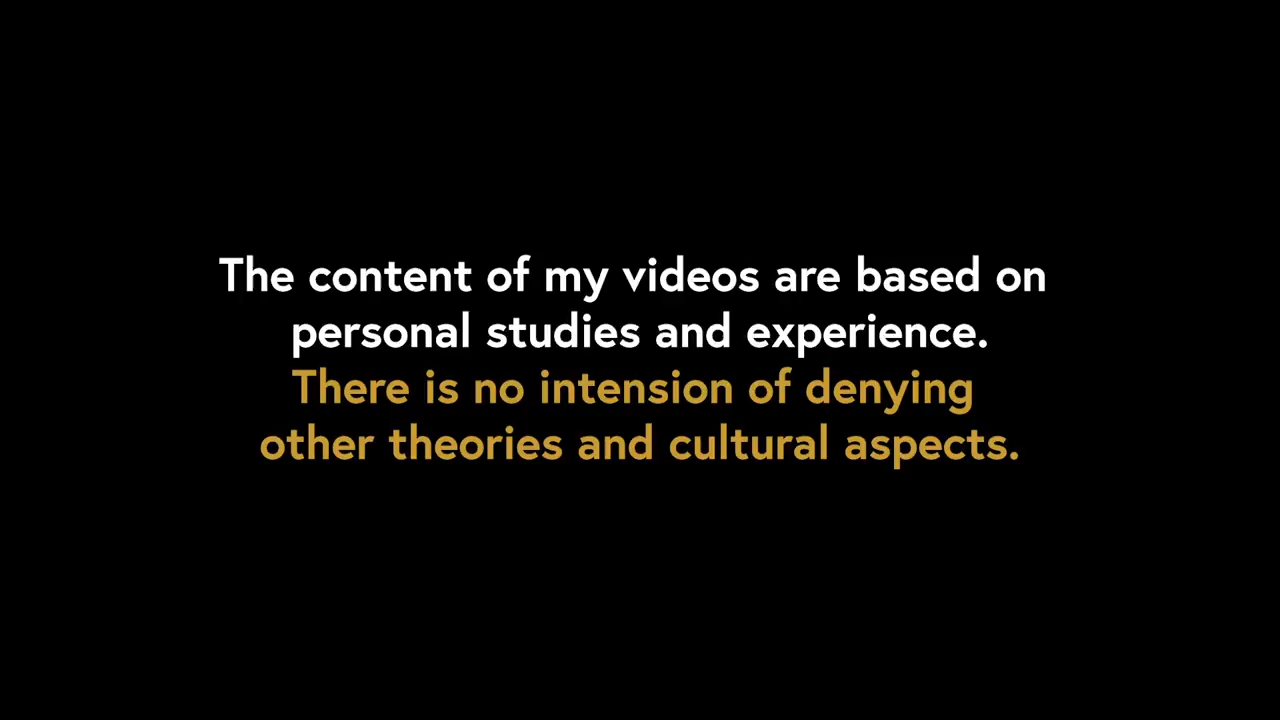 The content of my videos are based on
personal studies and experience.
There is no intension of denying
other theories and cultural aspects.